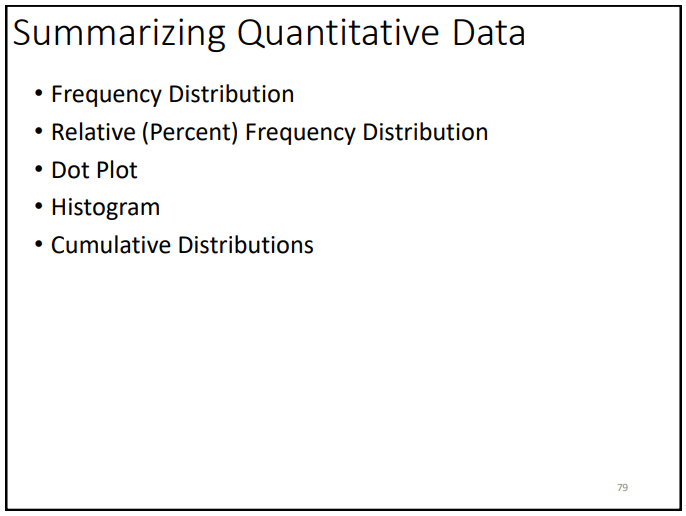 Summarizing Quantitative Data
• Frequency Distribution
• Relative (Percent) Frequency Distribution
• Dot Plot
• Histogram
• Cumulative Distributions
79